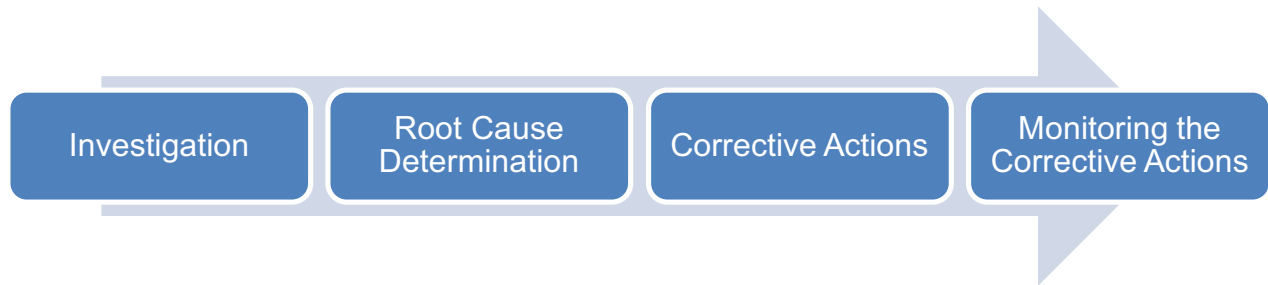 Investigation
Root Cause
Determination
Corrective Actions
Monitoring the
Corrective Actions